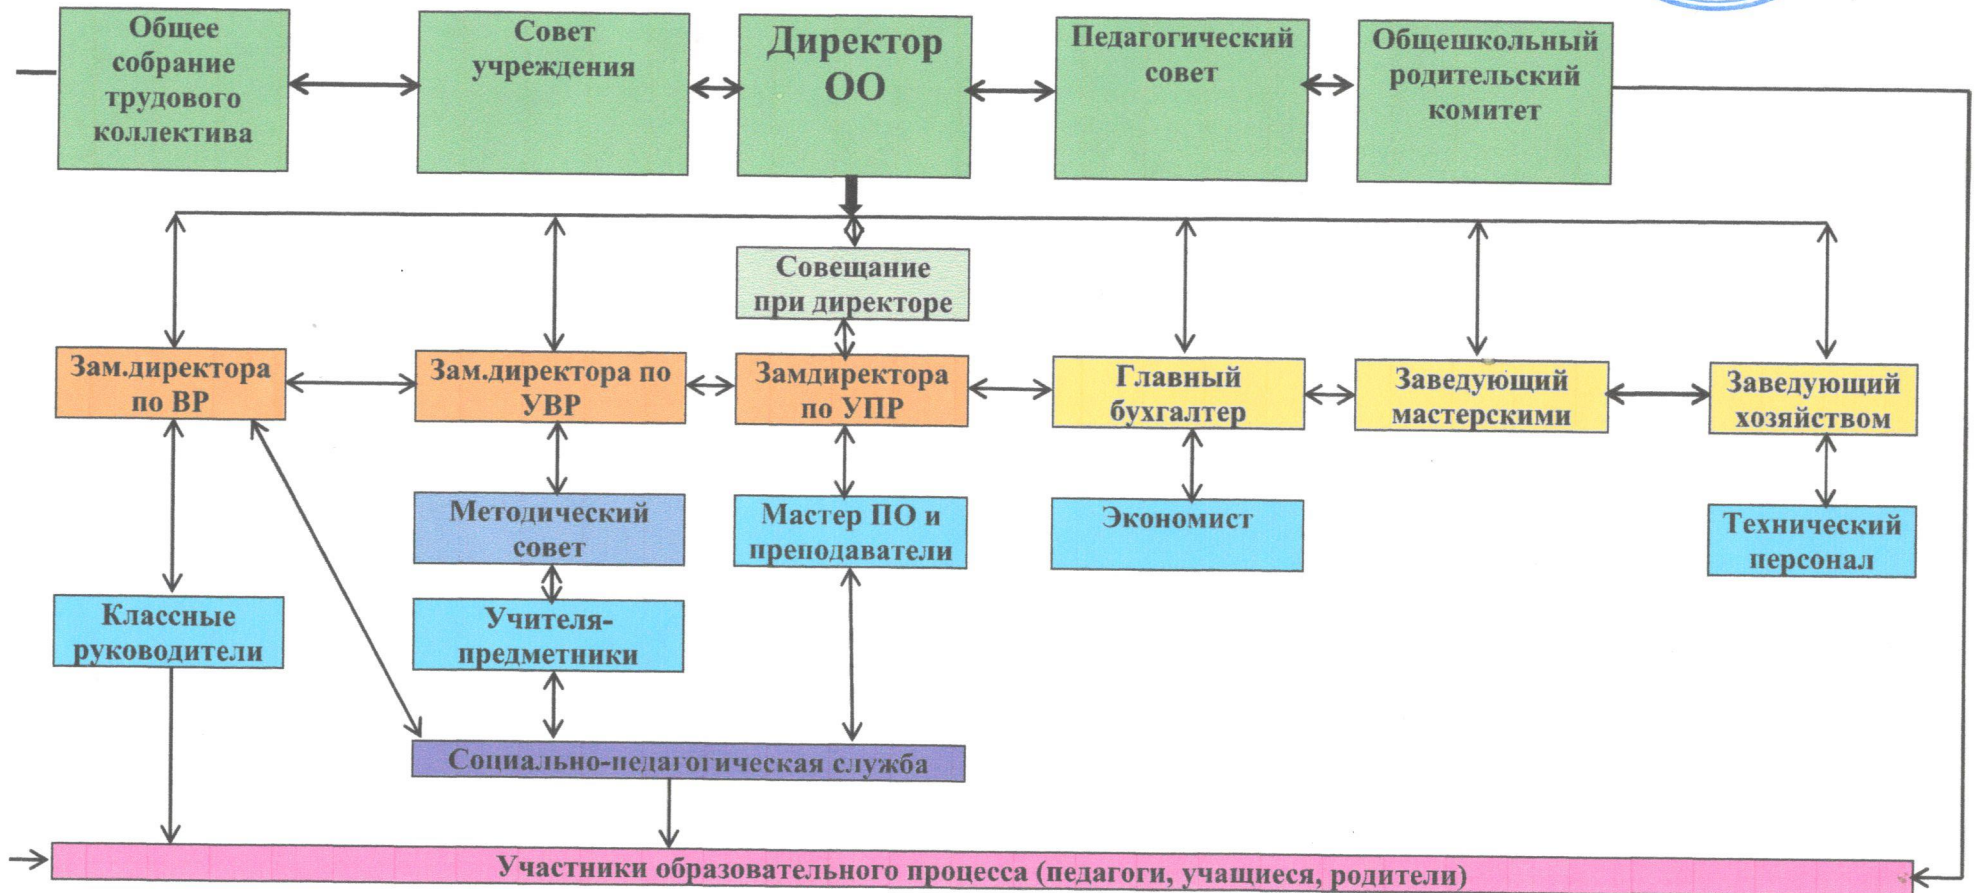 Общее
собрание
трудового
коллектива
Совет
учреждения
Директор
ОО
Педагогический
совет
Общешкольный
родительский
комитет
Совещание
при директоре
Зам.директора
по ВР
Зам.директора по
УВР
Замдиректора
по УПР
Главный
бухгалтер
Заведующий
мастерскими
Заведующий
хозяйством
Методический
совет
Мастер ПО и
преподаватели
Экономист
Технический
персонал
Классные
руководители
Учителя-
предметники
Социально-педагогическая служба
Участники образовательного процесса (педагоги, учащиеся, родители)